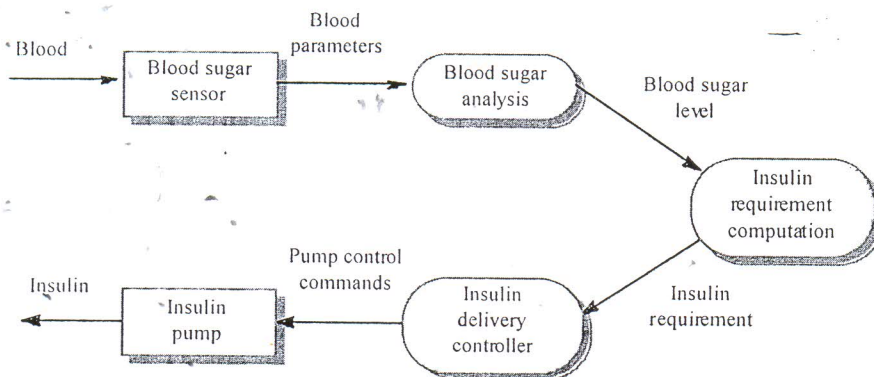 Blood
Blood sugar
sensor
Blood
parameters
Blood sugar
analysis
Blood sugar
level
Insulin
requirement
computation
Insulin
requirement
Insulin
delivery
controller
Pump control
commands
Insulin
pump
Insulin